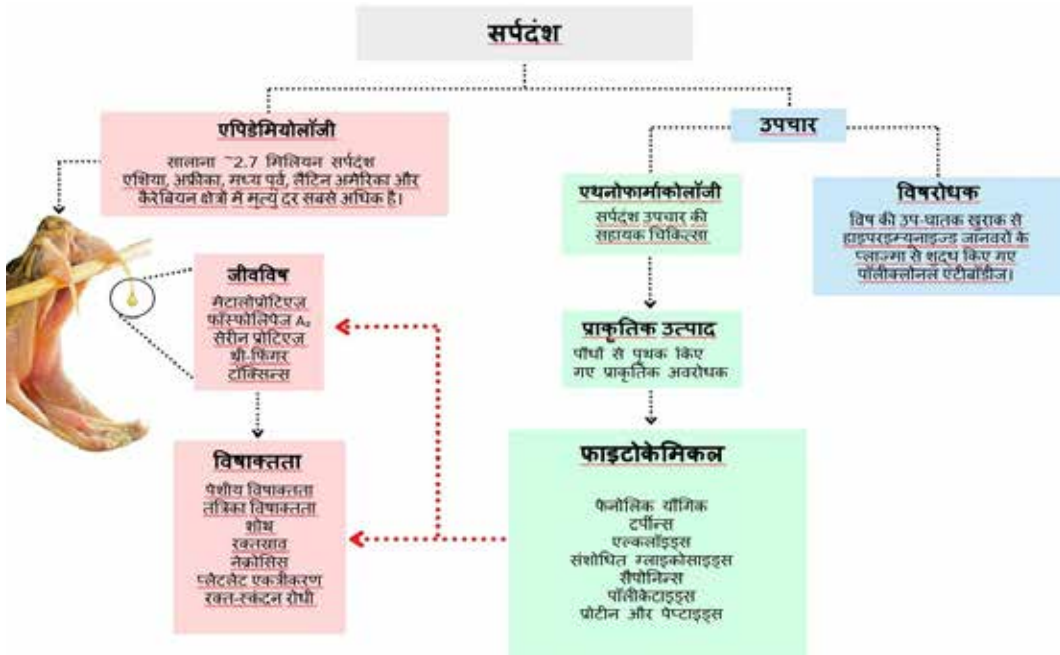 सर्पदंश
एपिडेमियोलॉजी
सालाना ~2.7 मिलियन सर्पदंश
एशिया, अफ्रीका, मध्य पूर्व, लैटिन अमेरिका और
कैरेबियन क्षेत्रों में मृत्यु दर सबसे अधिक है।
उपचार
एथनोफार्माकोलॉजी
सर्पदंश उपचार की
सहायक चिकित्सा
विषरोधक
विष की उप-घातक खुराक से
हाइपरइम्यूनाइज्ड जानवरों के
प्लाज्मा से शुद्ध किए गए
पॉलीक्लोनल एंटीबॉडीज।
जीवविष
मेटालोप्रोटिएज़
फॉस्फोलिपेज A₂
सेरीन प्रोटिएज़
थ्री-फिंगर
टॉक्सिन्स
प्राकृतिक उत्पाद
पौधों से पृथक किए
गए प्राकृतिक अवरोधक
विषाक्तता
पेशीय विषाक्तता
तंत्रिका विषाक्तता
शोथ
रक्तस्राव
नेक्रोसिस
प्लेटलेट एकत्रीकरण
रक्त-स्कंदन रोधी
फाइटोकेमिकल
फेनोलिक यौगिक
टर्पीन्स
एल्कलॉइड्स
संशोधित ग्लाइकोसाइड्स
सैपोनिन्स
पॉलीकेटाइड्स
प्रोटीन और पेप्टाइड्स